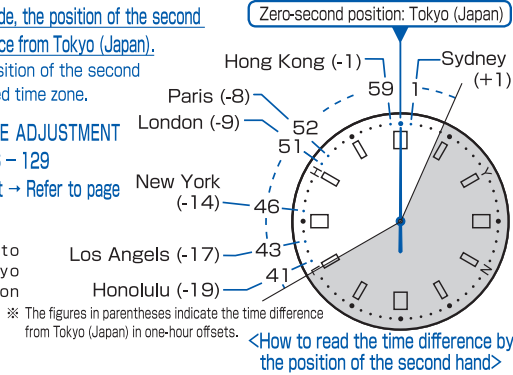 de, the position of the second
ce from Tokyo (Japan).
sition of the second
ed time zone.
E ADJUSTMENT
– 129
t → Refer to page
to
yo
on
Zero-second position: Tokyo (Japan)
Hong Kong (-1)
Sydney
(+1)
59
1
Paris (-8)
52
London (-9)
51
New York
(-14)
46
Los Angels (-17)
43
Honolulu (-19)
41
H
Y
N
※ The figures in parentheses indicate the time difference
from Tokyo (Japan) in one-hour offsets.
<How to read the time difference by
the position of the second hand>